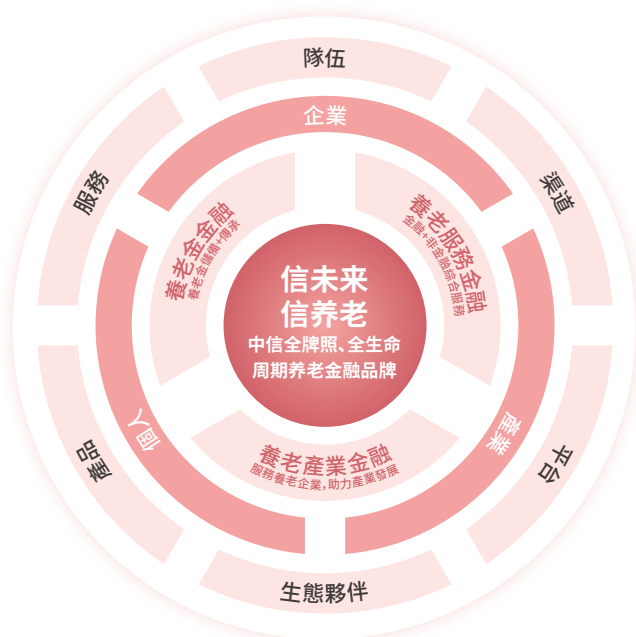 隊伍
企業
服務
渠道
養老金金融
養老金儲備+傳承
養老服務金融
金融+非金融綜合服務
信未来
信养老
中信全牌照、全生命
周期养老金融品牌
個人
産業
產品
平台
養老產業金融
服務養老企業，助力產業發展
生態夥伴